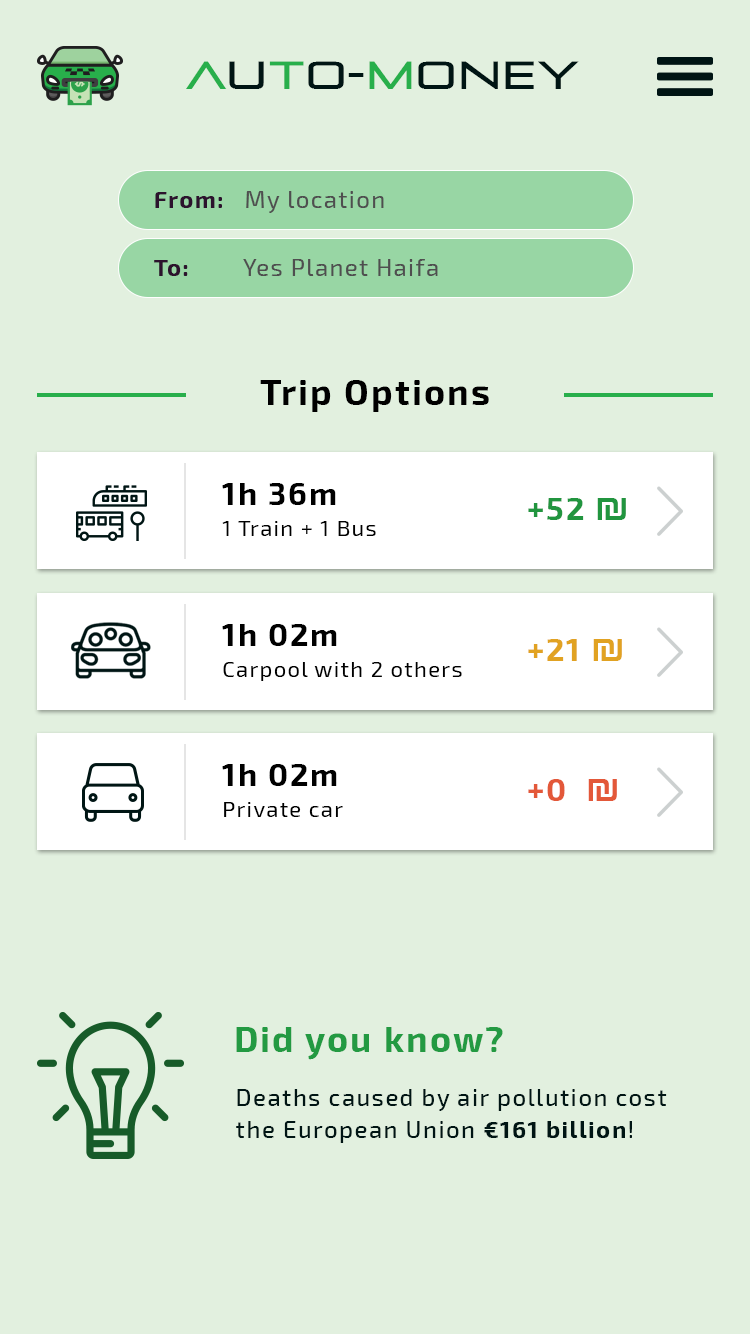 AUTO-MONEY
From: My location
To: Yes Planet Haifa
Trip Options
1h 36m
1 Train + 1 Bus
+52 ₪
1h 02m
Carpool with 2 others
+21 ₪
1h 02m
Private car
+0 ₪
Did you know?
Deaths caused by air pollution cost
the European Union €161 billion!